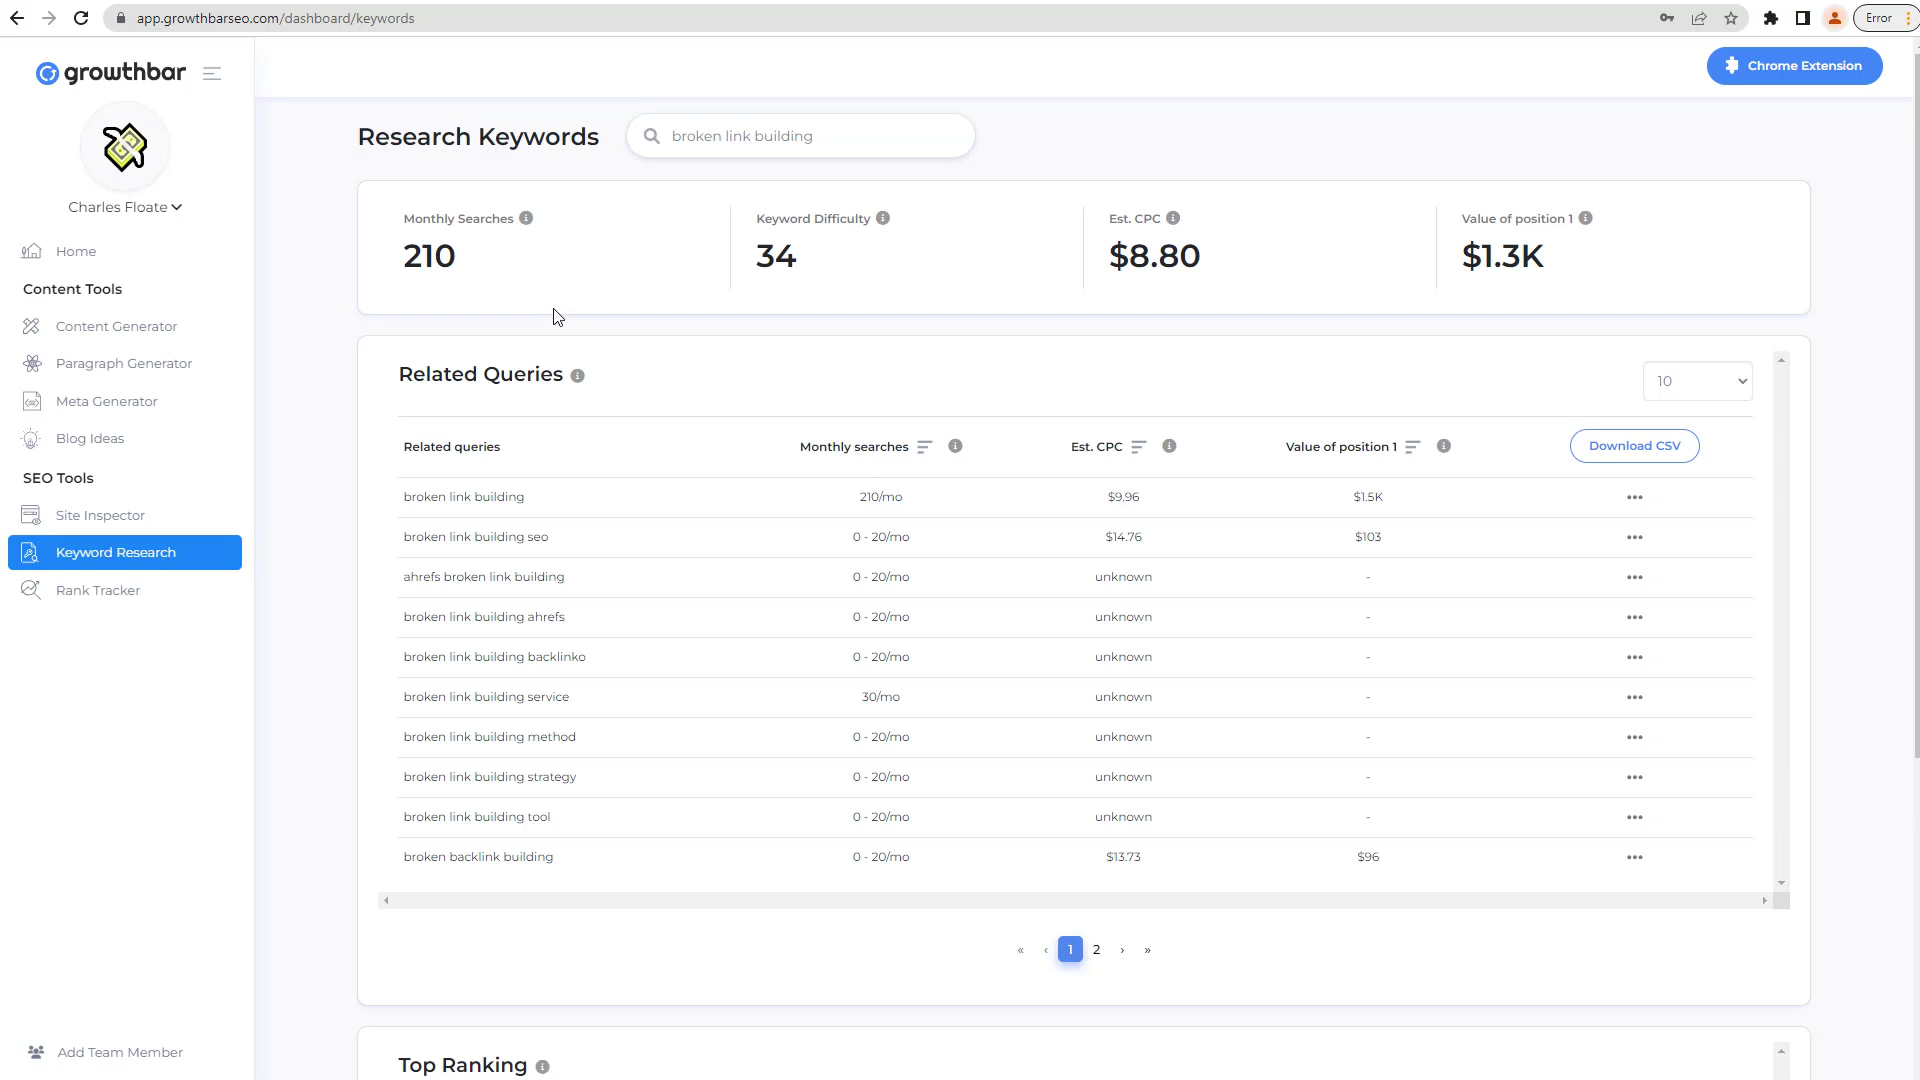 app.growthbarseo.com/dashboard/keywords
Error
growthbar
Chrome Extension
Charles Floate
Home
Content Tools
Content Generator
Paragraph Generator
Meta Generator
Blog Ideas
SEO Tools
Site Inspector
Keyword Research
Rank Tracker
Add Team Member
Research Keywords
broken link building
Monthly Searches
210
Keyword Difficulty
34
Est. CPC
$8.80
Value of position 1
$1.3K
Related Queries
10
Related queries Monthly searches Est. CPC Value of position 1 Download CSV
broken link building 210/mo $9.96 $1.5K •••
broken link building seo 0 - 20/mo $14.76 $103 •••
ahrefs broken link building 0 - 20/mo unknown - •••
broken link building ahrefs 0 - 20/mo unknown - •••
broken link building backlinko 0 - 20/mo unknown - •••
broken link building service 30/mo unknown - •••
broken link building method 0 - 20/mo unknown - •••
broken link building strategy 0 - 20/mo unknown - •••
broken link building tool 0 - 20/mo unknown - •••
broken backlink building 0 - 20/mo $13.73 $96 •••
« ‹ 1 2 › »
Top Ranking